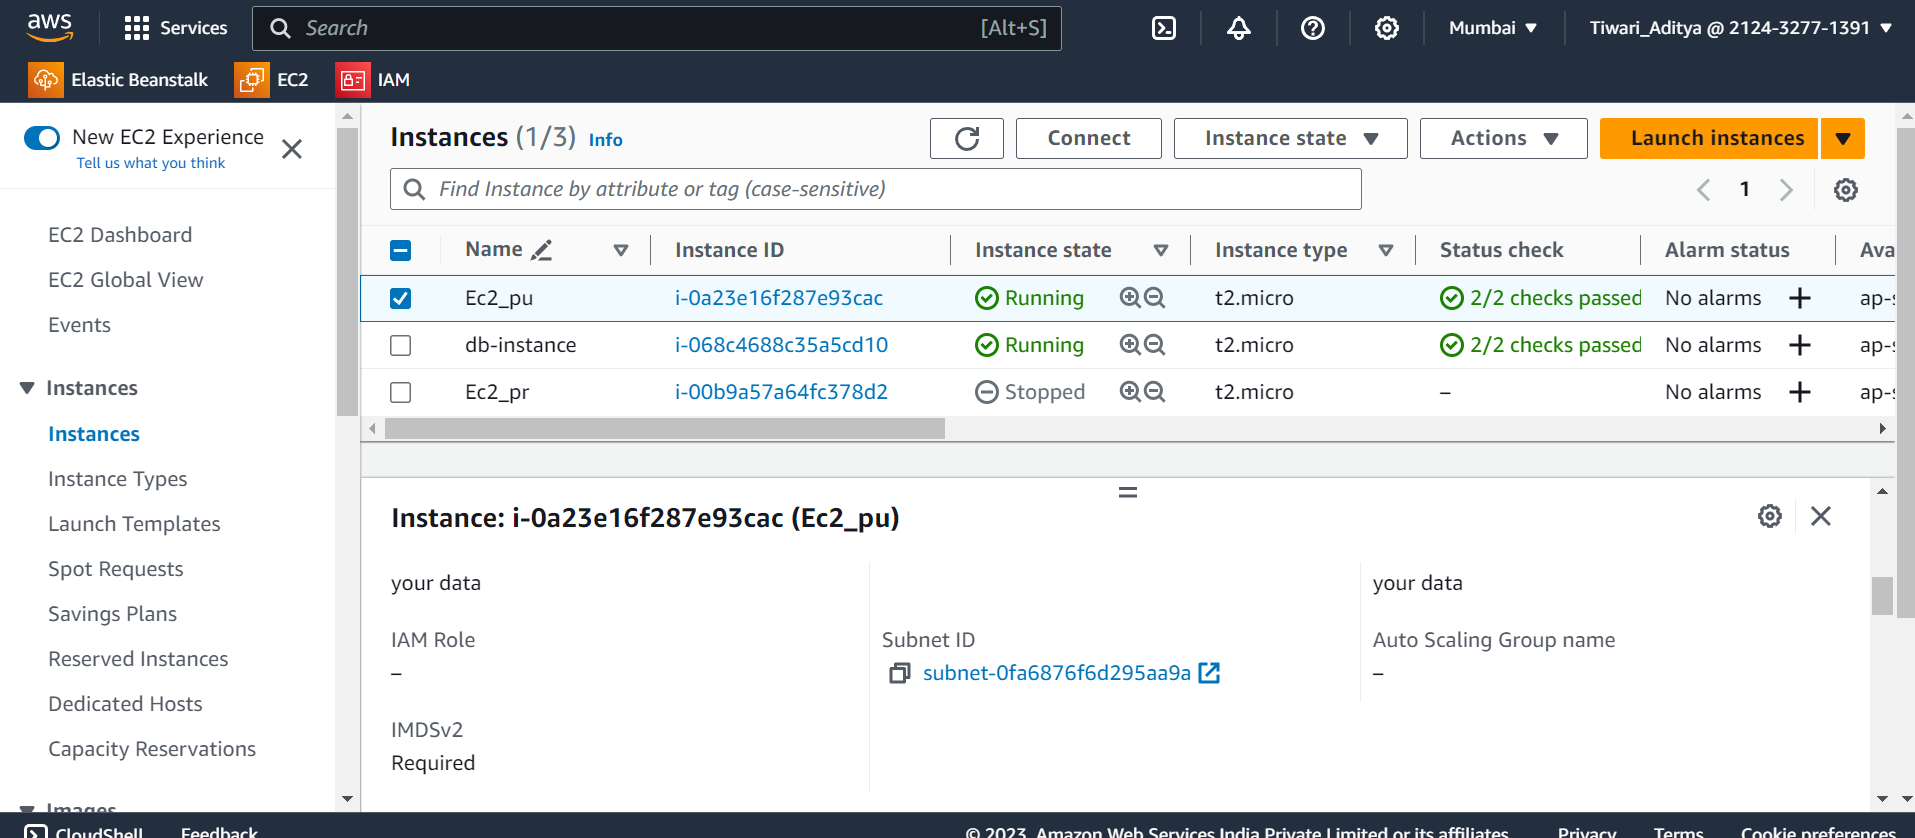 aws
Services
Search [Alt+S]
Mumbai
Tiwari_Aditya @ 2124-3277-1391
Elastic Beanstalk
EC2
IAM
New EC2 Experience
Tell us what you think
EC2 Dashboard
EC2 Global View
Events
Instances
Instances
Instance Types
Launch Templates
Spot Requests
Savings Plans
Reserved Instances
Dedicated Hosts
Capacity Reservations
Images
Instances (1/3) Info
Connect
Instance state
Actions
Launch instances
Find Instance by attribute or tag (case-sensitive)
1
Name Instance ID Instance state Instance type Status check Alarm status Ava
Ec2_pu i-0a23e16f287e93cac Running t2.micro 2/2 checks passed No alarms + ap-s
db-instance i-068c4688c35a5cd10 Running t2.micro 2/2 checks passed No alarms + ap-s
Ec2_pr i-00b9a57a64fc378d2 Stopped t2.micro – No alarms + ap-s
Instance: i-0a23e16f287e93cac (Ec2_pu)
your data
IAM Role
–
IMDSv2
Required
Subnet ID
subnet-0fa6876f6d295aa9a
your data
Auto Scaling Group name
–
CloudShell Feedback © 2023, Amazon Web Services India Private Limited or its affiliates. Privacy Terms Cookie preferences